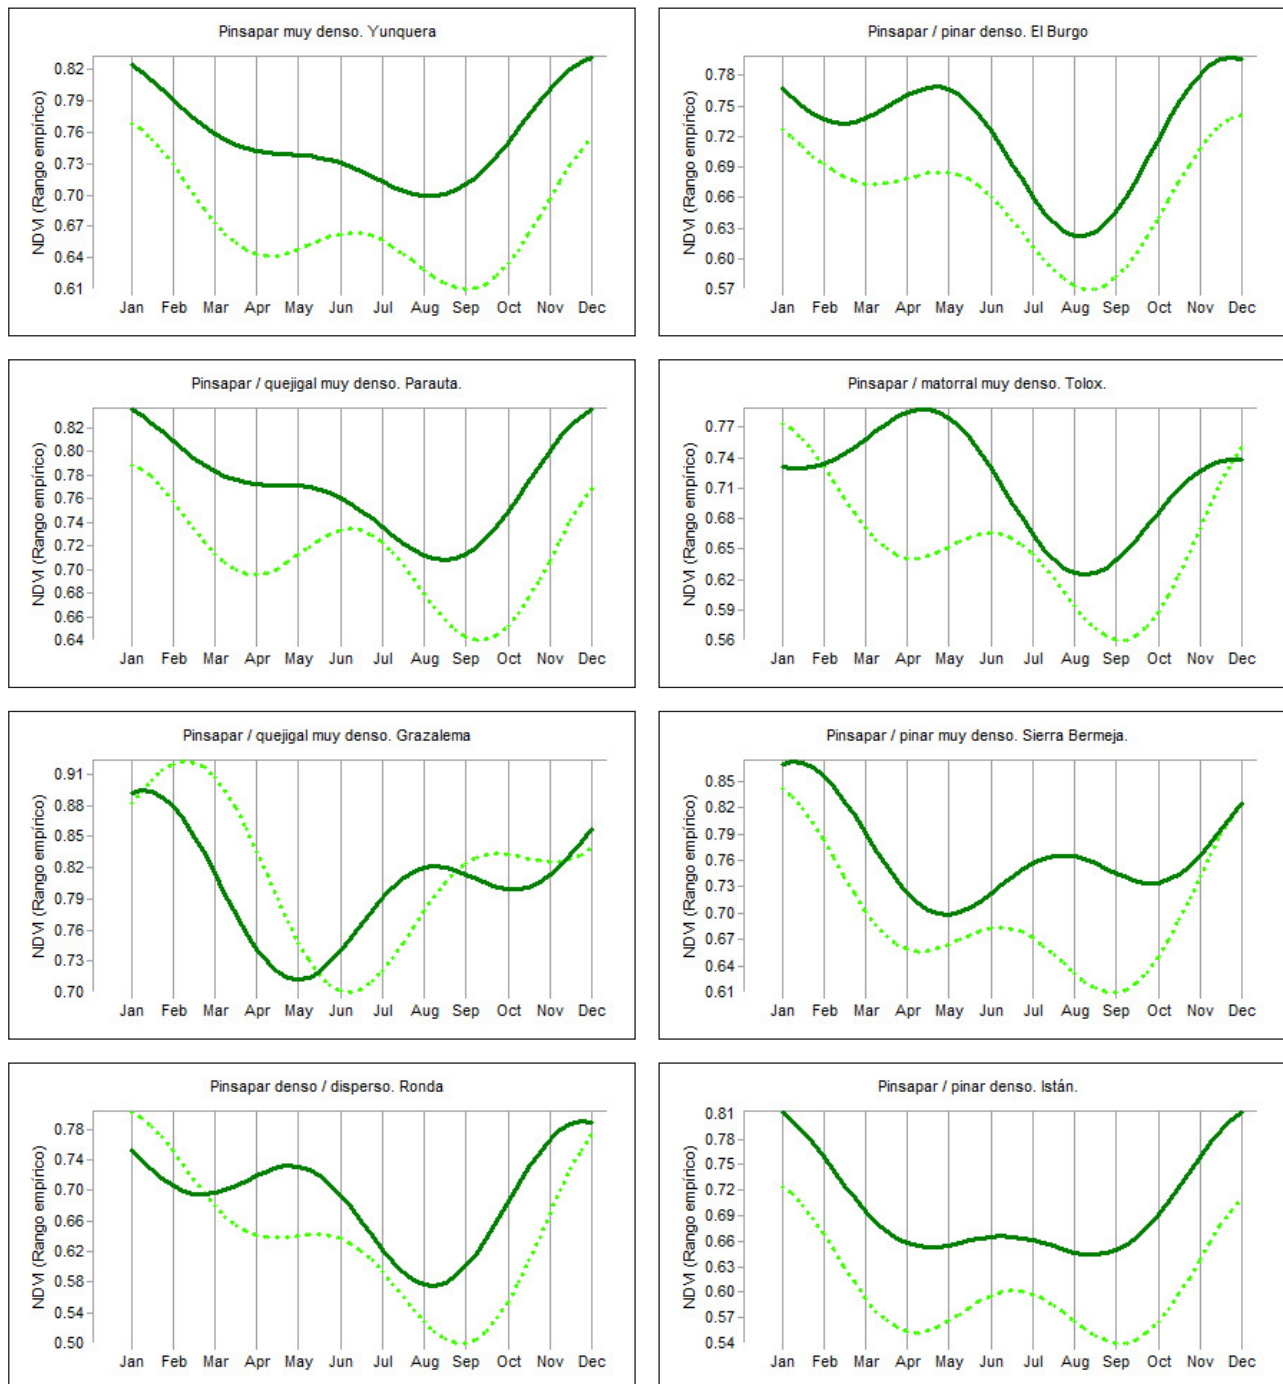 Pinsapar muy denso. Yunquera
NDVI (Rango empírico)
0.82
0.79
0.76
0.73
0.70
0.67
0.64
0.61
Jan Feb Mar Apr May Jun Jul Aug Sep Oct Nov Dec
Pinsapar / pinar denso. El Burgo
NDVI (Rango empírico)
0.78
0.75
0.72
0.69
0.66
0.63
0.60
0.57
Jan Feb Mar Apr May Jun Jul Aug Sep Oct Nov Dec
Pinsapar / quejigal muy denso. Parauta.
NDVI (Rango empírico)
0.82
0.80
0.78
0.76
0.74
0.72
0.70
0.68
0.66
0.64
Jan Feb Mar Apr May Jun Jul Aug Sep Oct Nov Dec
Pinsapar / matorral muy denso. Tolox.
NDVI (Rango empírico)
0.77
0.74
0.71
0.68
0.65
0.62
0.59
0.56
Jan Feb Mar Apr May Jun Jul Aug Sep Oct Nov Dec
Pinsapar / quejigal muy denso. Grazalema
NDVI (Rango empírico)
0.91
0.88
0.85
0.82
0.79
0.76
0.73
0.70
Jan Feb Mar Apr May Jun Jul Aug Sep Oct Nov Dec
Pinsapar / pinar muy denso. Sierra Bermeja.
NDVI (Rango empírico)
0.85
0.82
0.79
0.76
0.73
0.70
0.67
0.64
0.61
Jan Feb Mar Apr May Jun Jul Aug Sep Oct Nov Dec
Pinsapar denso / disperso. Ronda
NDVI (Rango empírico)
0.78
0.74
0.70
0.66
0.62
0.58
0.54
0.50
Jan Feb Mar Apr May Jun Jul Aug Sep Oct Nov Dec
Pinsapar / pinar denso. Istán.
NDVI (Rango empírico)
0.81
0.78
0.75
0.72
0.69
0.66
0.63
0.60
0.57
0.54
Jan Feb Mar Apr May Jun Jul Aug Sep Oct Nov Dec